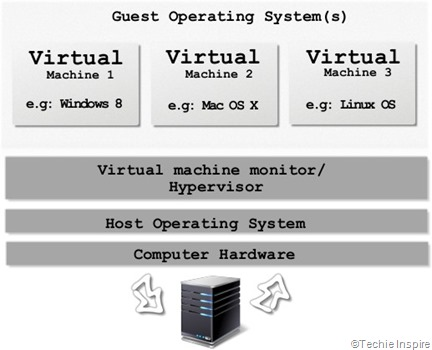 Guest Operating System(s)
Virtual
Machine 1
e.g: Windows 8
Virtual
Machine 2
e.g: Mac OS X
Virtual
Machine 3
e.g: Linux OS
Virtual machine monitor/
Hypervisor
Host Operating System
Computer Hardware
©Techie Inspire